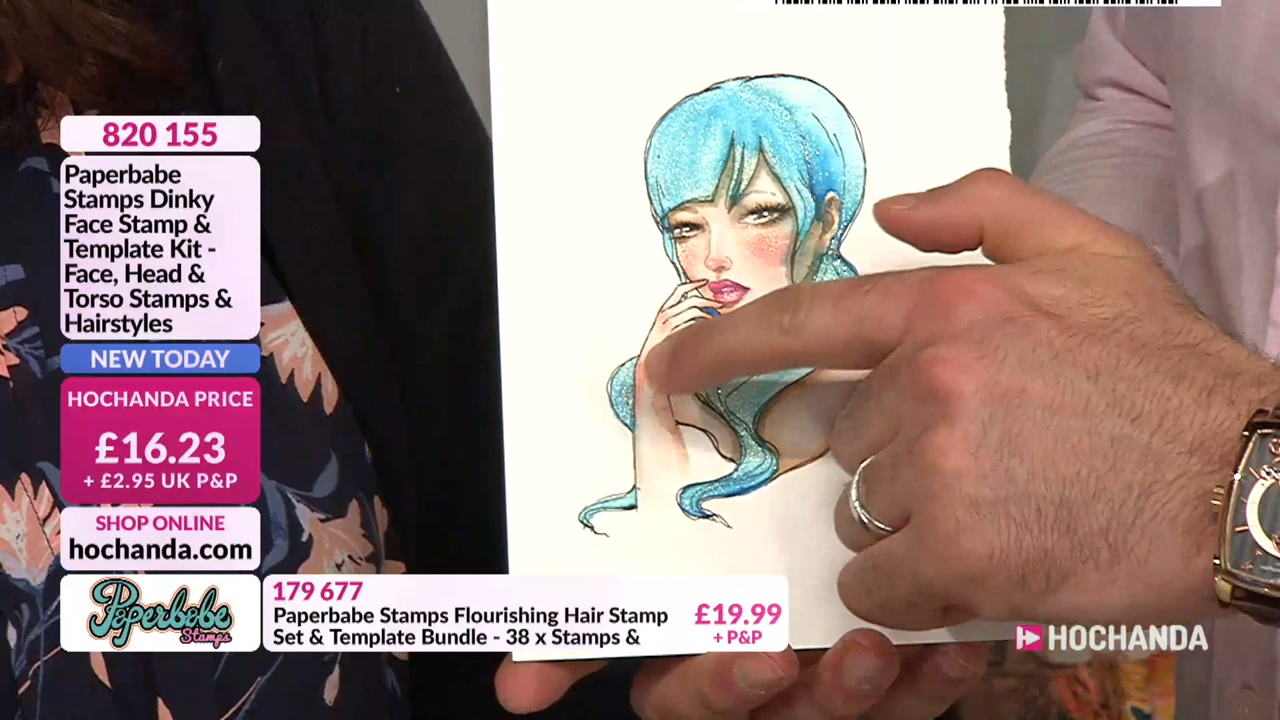 820 155
Paperbabe
Stamps Dinky
Face Stamp &
Template Kit -
Face, Head &
Torso Stamps &
Hairstyles
NEW TODAY
HOCHANDA PRICE
£16.23
+ £2.95 UK P&P
SHOP ONLINE
hochanda.com
Paperbabe
Stamps
179 677
Paperbabe Stamps Flourishing Hair Stamp
Set & Template Bundle - 38 x Stamps &
£19.99
+ P&P
HOCHANDA